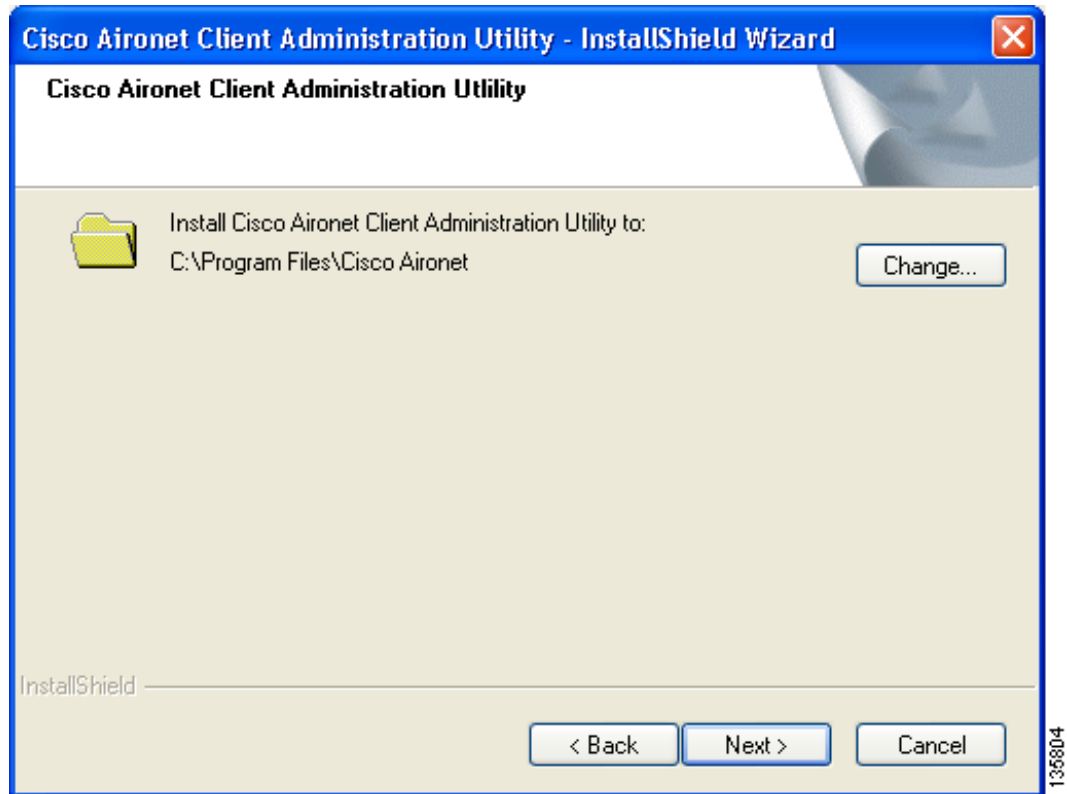 Cisco Aironet Client Administration Utility - InstallShield Wizard
Cisco Aironet Client Administration Utlility
Install Cisco Aironet Client Administration Utility to:
C:\Program Files\Cisco Aironet
Change...
InstallShield
< Back
Next >
Cancel
135804